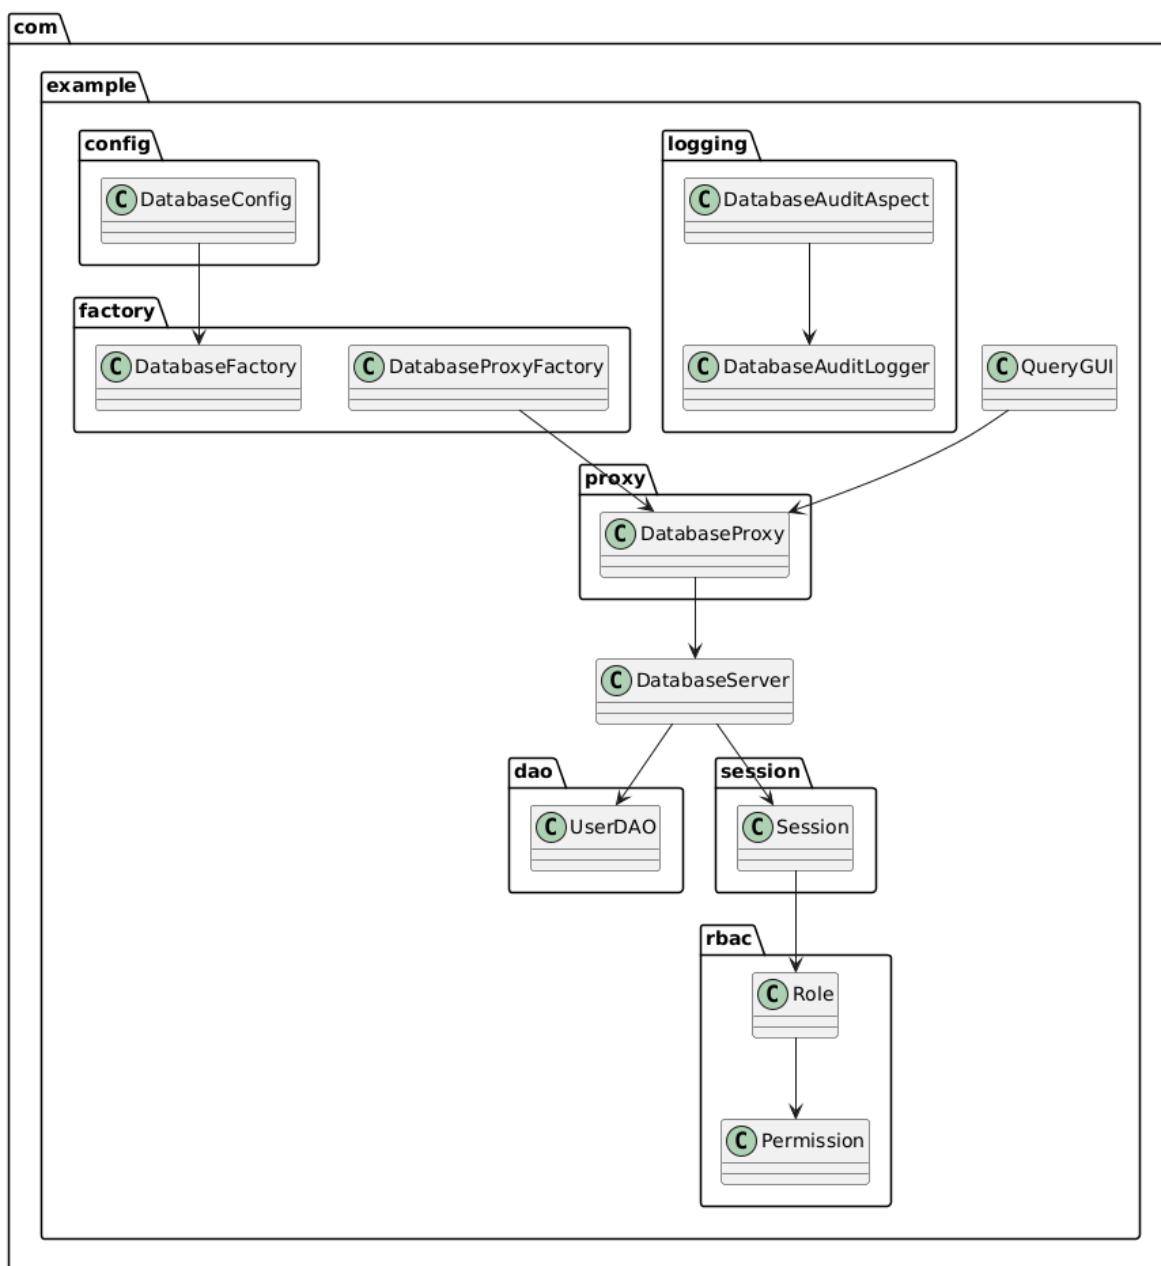 com
example
config
logging
C DatabaseConfig
C DatabaseAuditAspect
factory
C DatabaseFactory
C DatabaseProxyFactory
C DatabaseAuditLogger
C QueryGUI
proxy
C DatabaseProxy
C DatabaseServer
dao
session
C UserDAO
C Session
rbac
C Role
C Permission